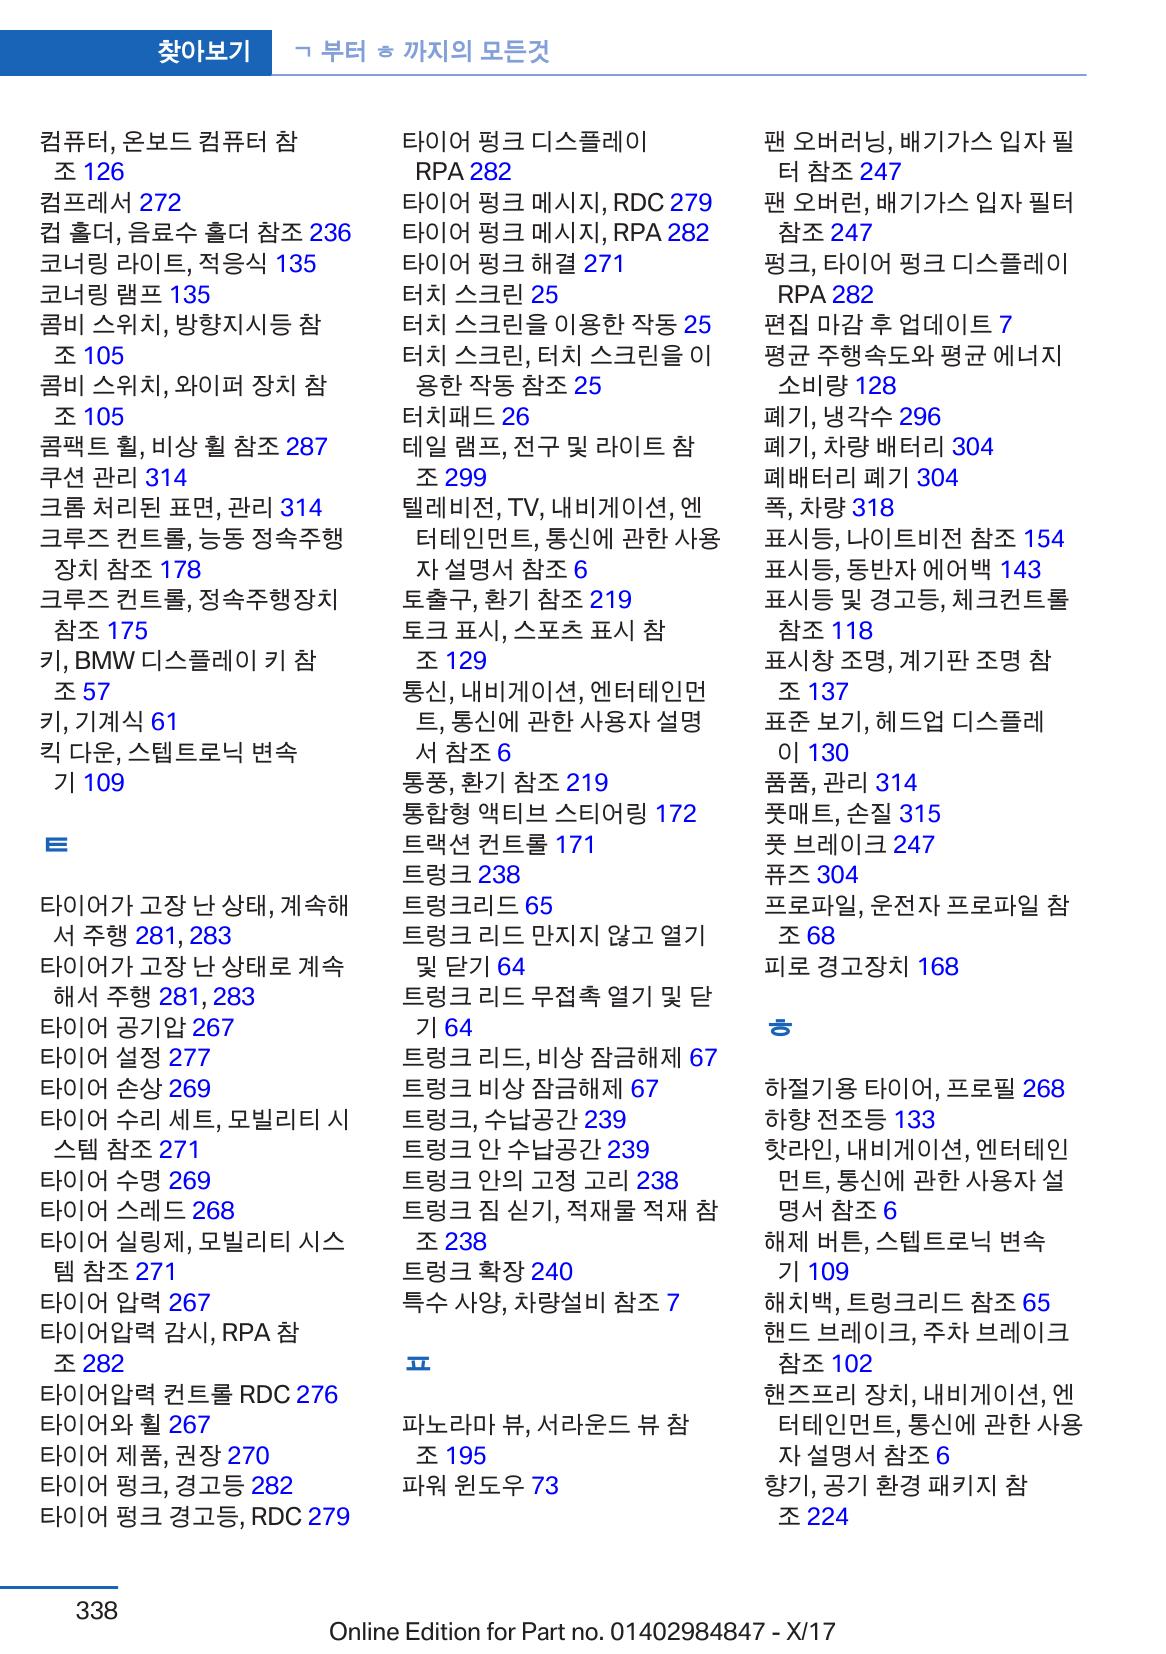 찾아보기
ㄱ 부터 ㅎ 까지의 모든것
컴퓨터, 온보드 컴퓨터 참
조 126
컴프레서 272
컵 홀더, 음료수 홀더 참조 236
코너링 라이트, 적응식 135
코너링 램프 135
콤비 스위치, 방향지시등 참
조 105
콤비 스위치, 와이퍼 장치 참
조 105
콤팩트 휠, 비상 휠 참조 287
쿠션 관리 314
크롬 처리된 표면, 관리 314
크루즈 컨트롤, 능동 정속주행
장치 참조 178
크루즈 컨트롤, 정속주행장치
참조 175
키, BMW 디스플레이 키 참
조 57
키, 기계식 61
킥 다운, 스텝트로닉 변속
기 109
ㅌ
타이어가 고장 난 상태, 계속해
서 주행 281, 283
타이어가 고장 난 상태로 계속
해서 주행 281, 283
타이어 공기압 267
타이어 설정 277
타이어 손상 269
타이어 수리 세트, 모빌리티 시
스템 참조 271
타이어 수명 269
타이어 스레드 268
타이어 실링제, 모빌리티 시스
템 참조 271
타이어 압력 267
타이어압력 감시, RPA 참
조 282
타이어압력 컨트롤 RDC 276
타이어와 휠 267
타이어 제품, 권장 270
타이어 펑크, 경고등 282
타이어 펑크 경고등, RDC 279
타이어 펑크 디스플레이
RPA 282
타이어 펑크 메시지, RDC 279
타이어 펑크 메시지, RPA 282
타이어 펑크 해결 271
터치 스크린 25
터치 스크린을 이용한 작동 25
터치 스크린, 터치 스크린을 이
용한 작동 참조 25
터치패드 26
테일 램프, 전구 및 라이트 참
조 299
텔레비전, TV, 내비게이션, 엔
터테인먼트, 통신에 관한 사용
자 설명서 참조 6
토출구, 환기 참조 219
토크 표시, 스포츠 표시 참
조 129
통신, 내비게이션, 엔터테인먼
트, 통신에 관한 사용자 설명
서 참조 6
통풍, 환기 참조 219
통합형 액티브 스티어링 172
트랙션 컨트롤 171
트렁크 238
트렁크리드 65
트렁크 리드 만지지 않고 열기
및 닫기 64
트렁크 리드 무접촉 열기 및 닫
기 64
트렁크 리드, 비상 잠금해제 67
트렁크 비상 잠금해제 67
트렁크, 수납공간 239
트렁크 안 수납공간 239
트렁크 안의 고정 고리 238
트렁크 짐 싣기, 적재물 적재 참
조 238
트렁크 확장 240
특수 사양, 차량설비 참조 7
ㅍ
파노라마 뷰, 서라운드 뷰 참
조 195
파워 윈도우 73
팬 오버러닝, 배기가스 입자 필
터 참조 247
팬 오버런, 배기가스 입자 필터
참조 247
펑크, 타이어 펑크 디스플레이
RPA 282
편집 마감 후 업데이트 7
평균 주행속도와 평균 에너지
소비량 128
폐기, 냉각수 296
폐기, 차량 배터리 304
폐배터리 폐기 304
폭, 차량 318
표시등, 나이트비전 참조 154
표시등, 동반자 에어백 143
표시등 및 경고등, 체크컨트롤
참조 118
표시창 조명, 계기판 조명 참
조 137
표준 보기, 헤드업 디스플레
이 130
품품, 관리 314
풋매트, 손질 315
풋 브레이크 247
퓨즈 304
프로파일, 운전자 프로파일 참
조 68
피로 경고장치 168
ㅎ
하절기용 타이어, 프로필 268
하향 전조등 133
핫라인, 내비게이션, 엔터테인
먼트, 통신에 관한 사용자 설
명서 참조 6
해제 버튼, 스텝트로닉 변속
기 109
해치백, 트렁크리드 참조 65
핸드 브레이크, 주차 브레이크
참조 102
핸즈프리 장치, 내비게이션, 엔
터테인먼트, 통신에 관한 사용
자 설명서 참조 6
향기, 공기 환경 패키지 참
조 224
338
Online Edition for Part no. 01402984847 - X/17